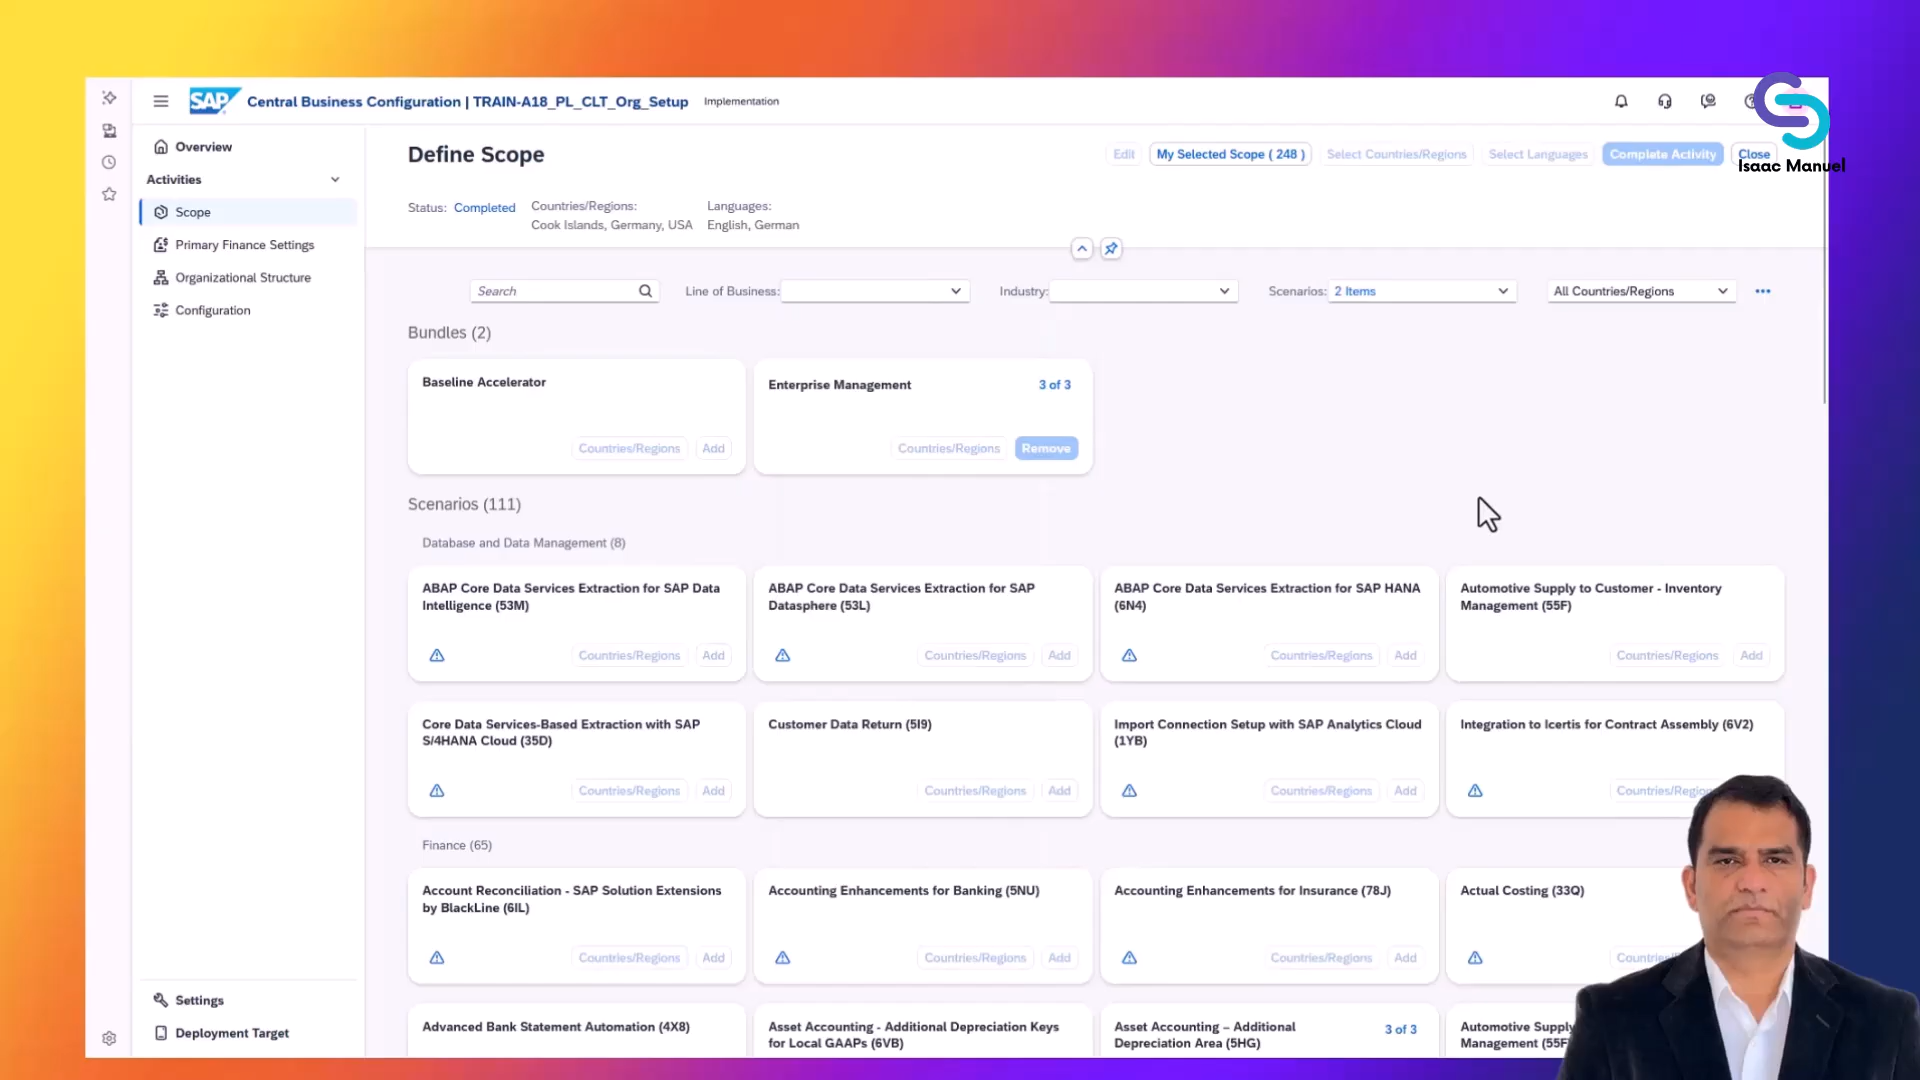 SAP Central Business Configuration | TRAIN-A18_PL_CLT_Org_Setup Implementation
Isaac Manuel
Overview
Activities
Scope
Primary Finance Settings
Organizational Structure
Configuration
Settings
Deployment Target
Define Scope
Edit My Selected Scope ( 248 ) Select Countries/Regions Select Languages Complete Activity Close
Status: Completed
Countries/Regions:
Cook Islands, Germany, USA
Languages:
English, German
Search Line of Business: Industry: Scenarios: 2 Items All Countries/Regions
Bundles (2)
Baseline Accelerator
Countries/Regions Add
Enterprise Management 3 of 3
Countries/Regions Remove
Scenarios (111)
Database and Data Management (8)
ABAP Core Data Services Extraction for SAP Data
Intelligence (53M)
Countries/Regions Add
ABAP Core Data Services Extraction for SAP
Datasphere (53L)
Countries/Regions Add
ABAP Core Data Services Extraction for SAP HANA
(6N4)
Countries/Regions Add
Automotive Supply to Customer - Inventory
Management (55F)
Countries/Regions Add
Core Data Services-Based Extraction with SAP
S/4HANA Cloud (35D)
Countries/Regions Add
Customer Data Return (5I9)
Countries/Regions Add
Import Connection Setup with SAP Analytics Cloud
(1YB)
Countries/Regions Add
Integration to Icertis for Contract Assembly (6V2)
Countries/Regio
Finance (65)
Account Reconciliation - SAP Solution Extensions
by BlackLine (6IL)
Countries/Regions Add
Accounting Enhancements for Banking (5NU)
Countries/Regions Add
Accounting Enhancements for Insurance (78J)
Countries/Regions Add
Actual Costing (33Q)
Countries
Advanced Bank Statement Automation (4X8)
Asset Accounting - Additional Depreciation Keys
for Local GAAPs (6VB)
Asset Accounting – Additional
Depreciation Area (5HG)
3 of 3
Automotive Supply
Management (55F